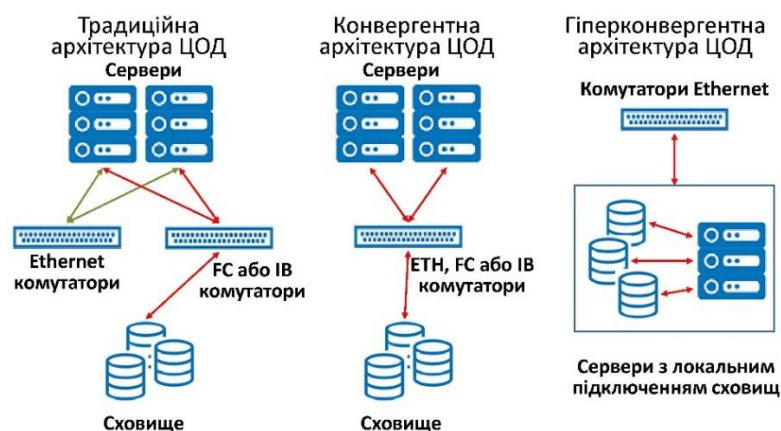 Традиційна
архітектура ЦОД
Сервери
Ethernet
комутатори
FC або IB
комутатори
Сховище
Конвергентна
архітектура ЦОД
Сервери
ETH, FC або IB
комутатори
Сховище
Гіперконвергентна
архітектура ЦОД
Комутатори Ethernet
Сервери з локальним
підключенням сховищ